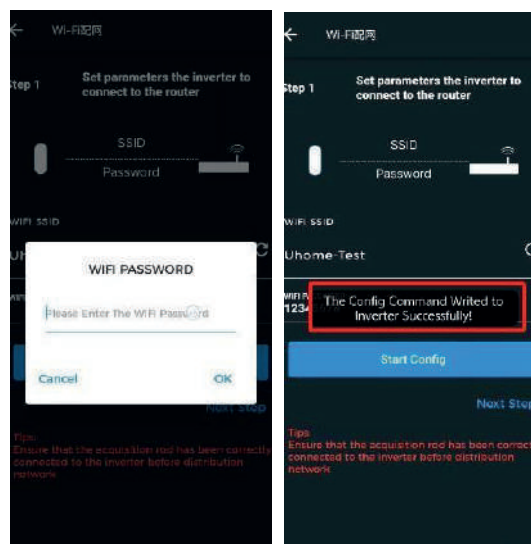 Wi-Fi配网
Step 1
Set parameters the inverter to
connect to the router
SSID
Password
WIFI SSID
WIFI PASSWORD
Please Enter The WiFi Password
Cancel
OK
Next Step
Tips
Ensure that the acquisition rod has been correctly
connected to the inverter before distribution
network
Wi-Fi配网
Step 1
Set parameters the inverter to
connect to the router
SSID
Password
WIFI SSID
Uhome-Test
The Config Command Writed to
Inverter Successfully!
Start Config
Next Step
Tips
Ensure that the acquisition rod has been correct
connected to the inverter before distribution
network